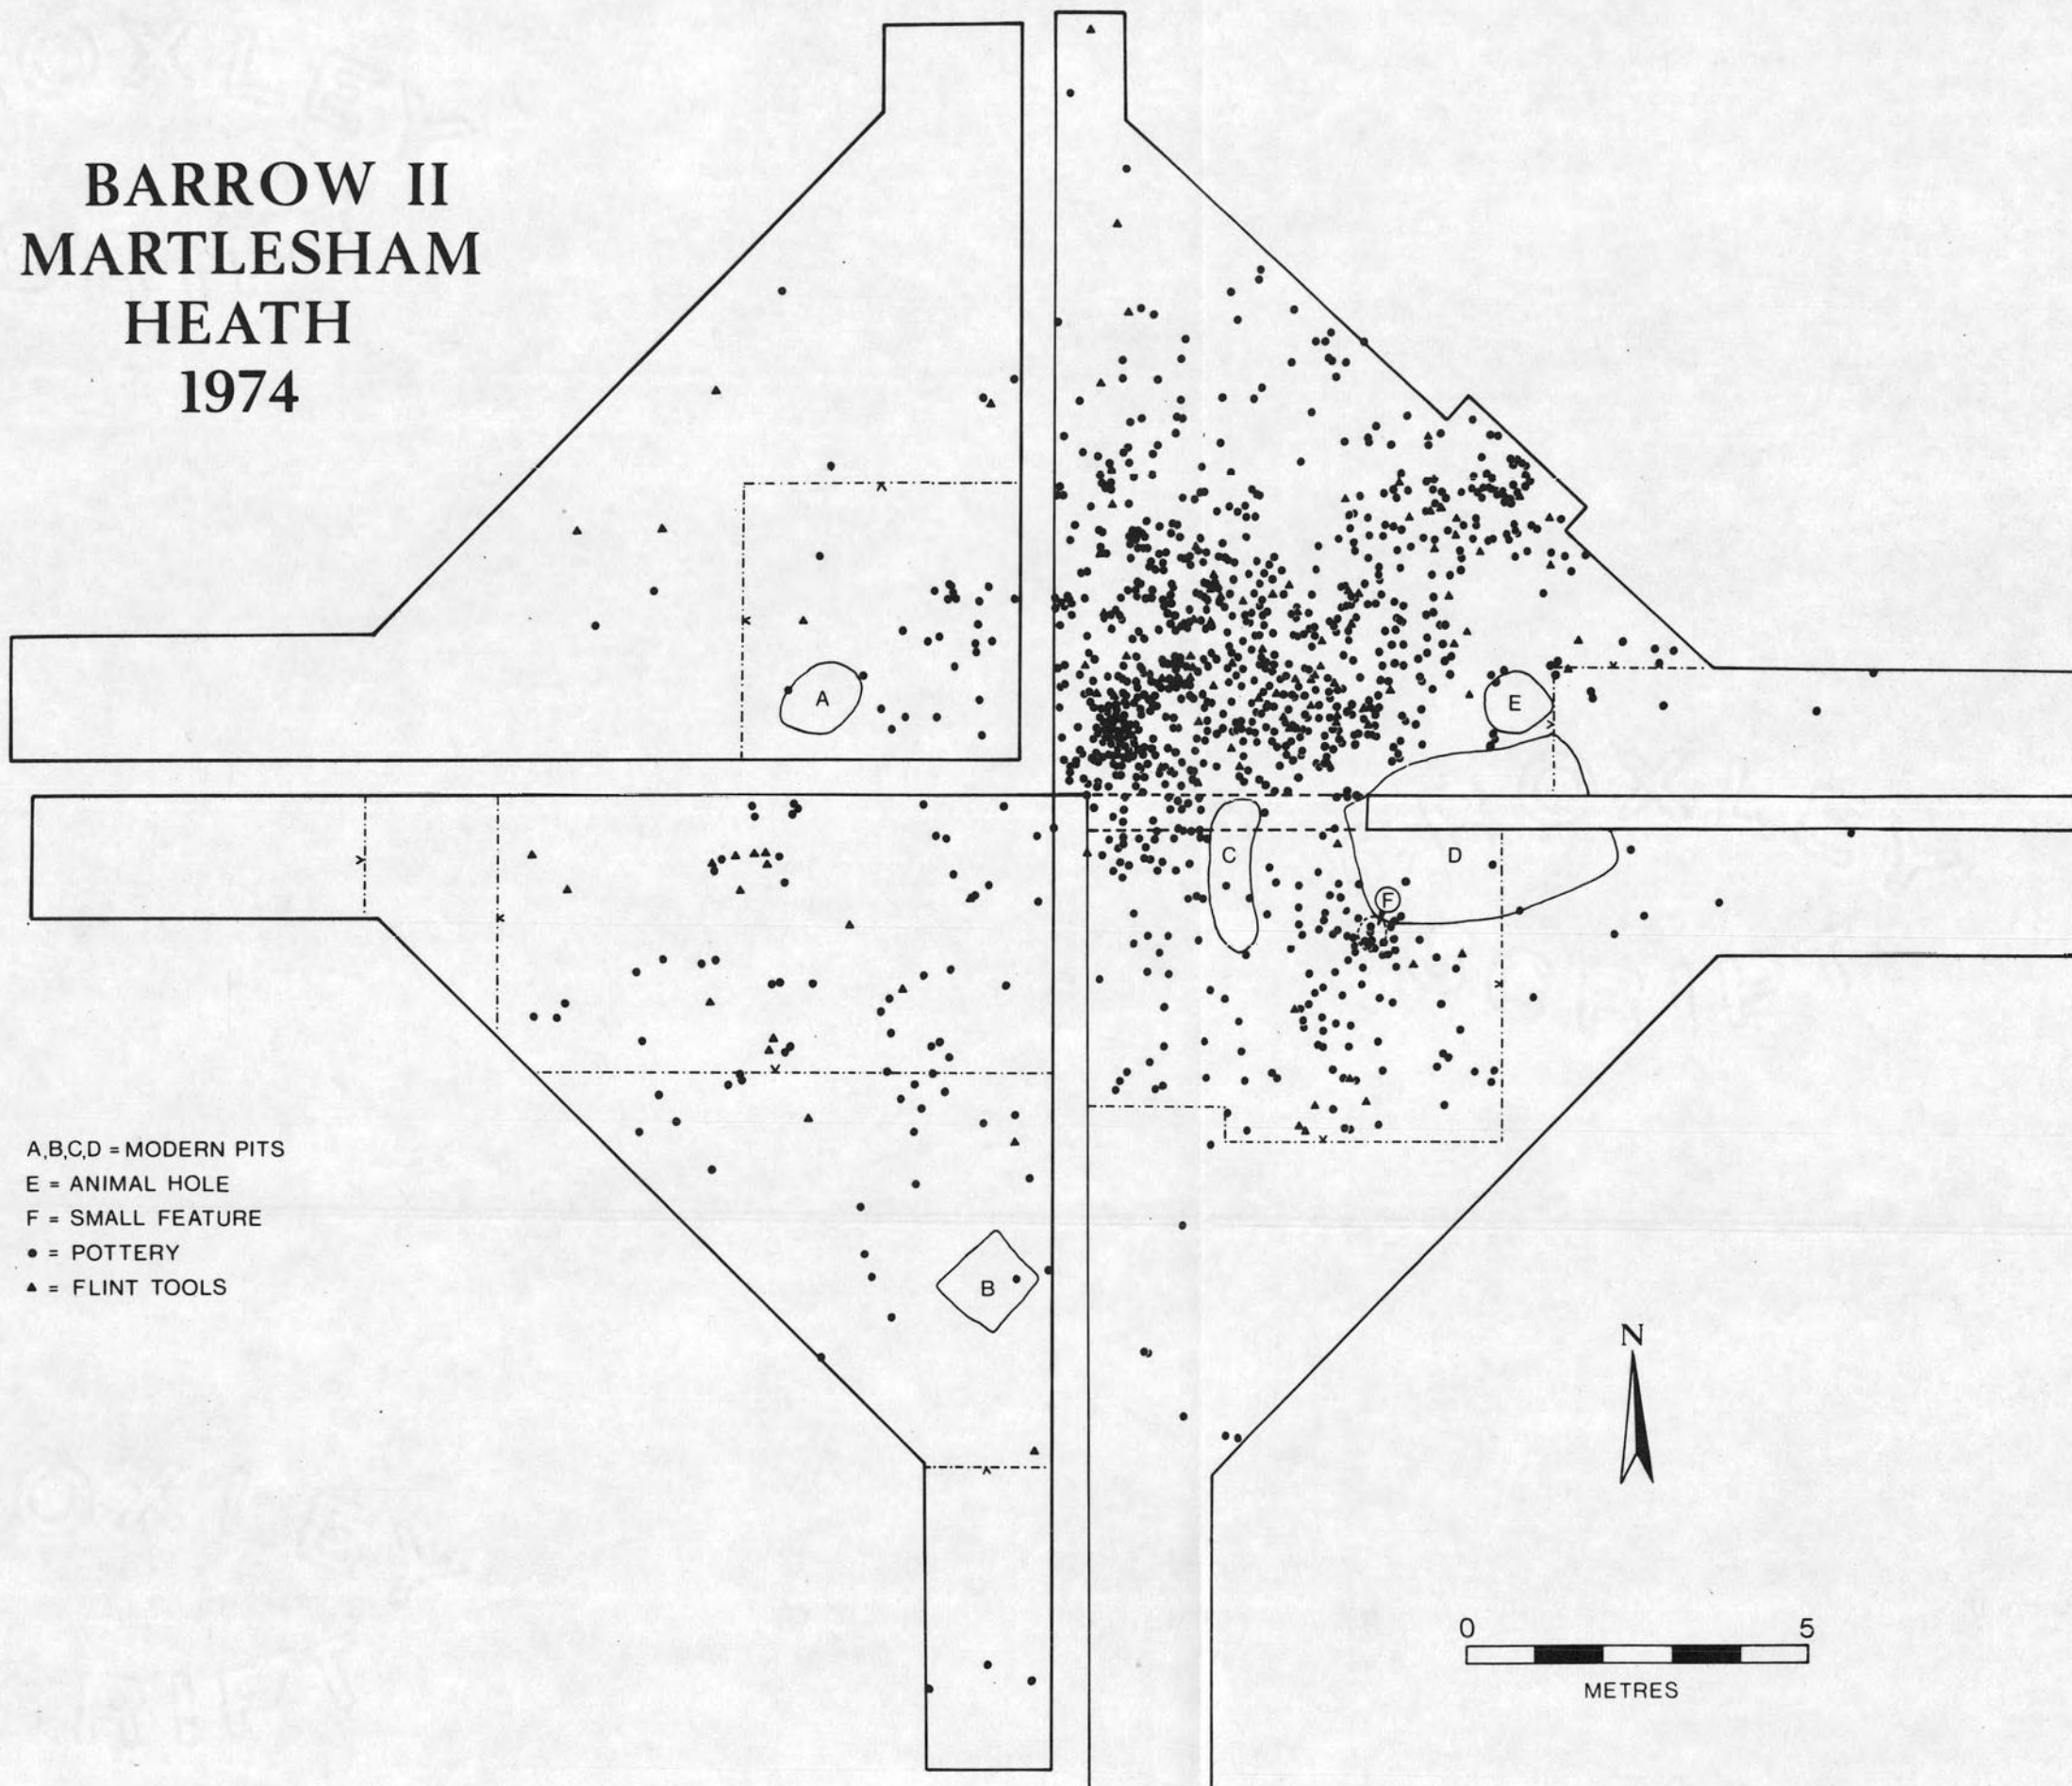 BARROW II
MARTLESHAM
HEATH
1974
A
E
C
D
F
B
A,B,C,D = MODERN PITS
E = ANIMAL HOLE
F = SMALL FEATURE
• = POTTERY
▲ = FLINT TOOLS
N
0 5
METRES